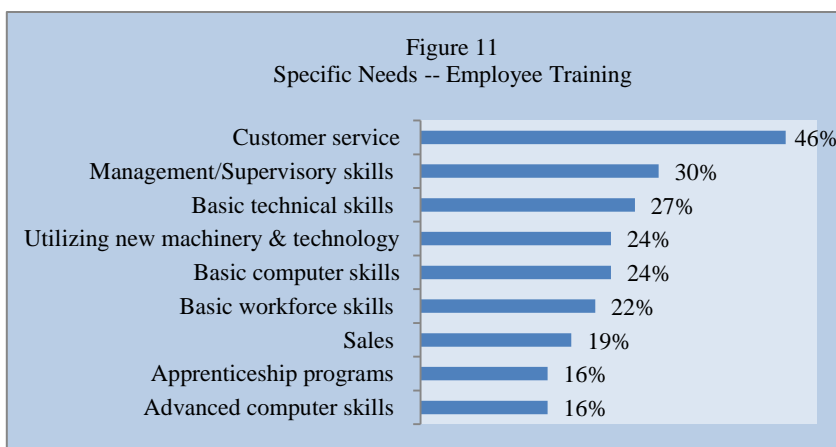 Figure 11
Specific Needs -- Employee Training
Customer service 46%
Management/Supervisory skills 30%
Basic technical skills 27%
Utilizing new machinery & technology 24%
Basic computer skills 24%
Basic workforce skills 22%
Sales 19%
Apprenticeship programs 16%
Advanced computer skills 16%